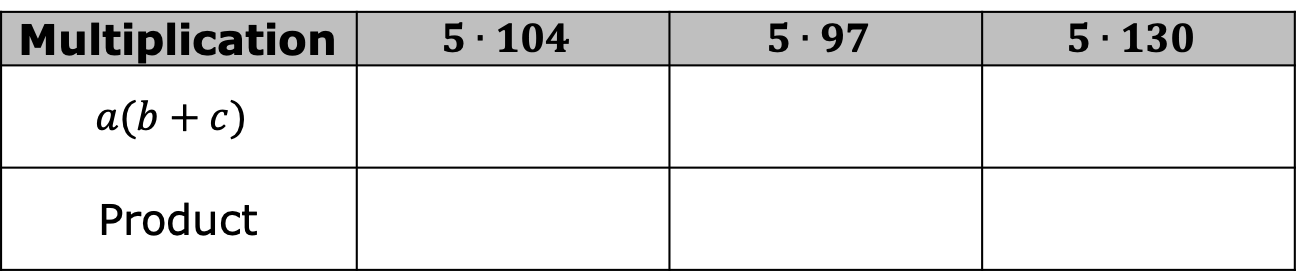 Multiplication 5 · 104 5 · 97 5 · 130
a(b + c)
Product